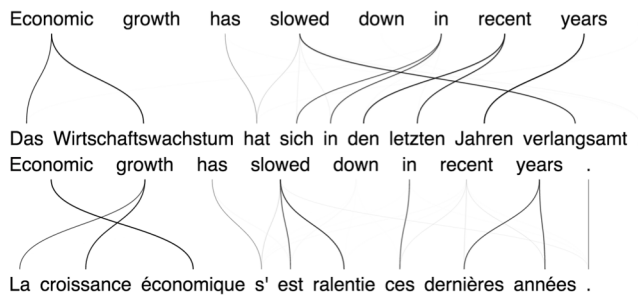 Economic growth has slowed down in recent years
Das Wirtschaftswachstum hat sich in den letzten Jahren verlangsamt
Economic growth has slowed down in recent years .
La croissance économique s' est ralentie ces dernières années .